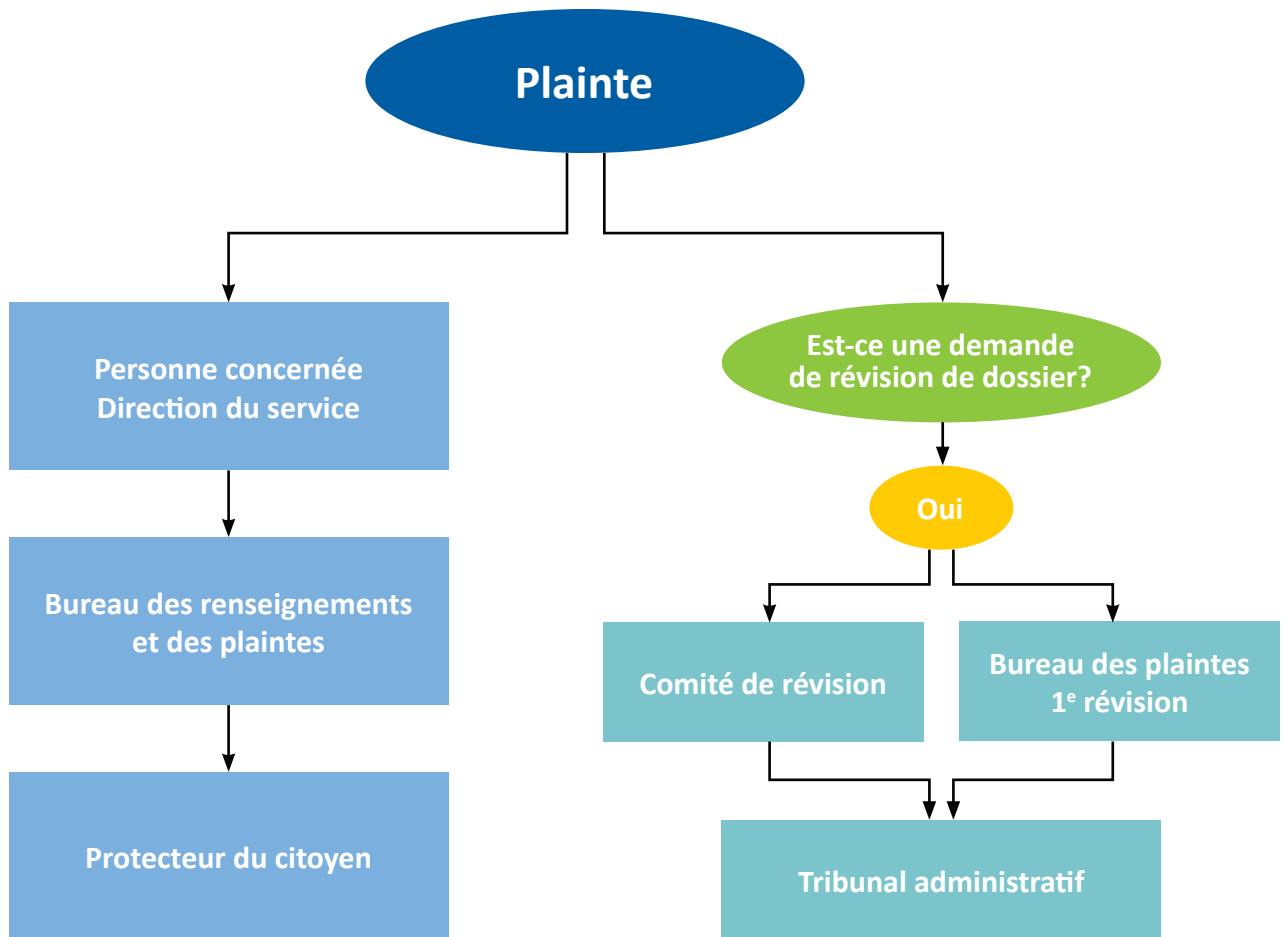 Plainte
Personne concernée
Direction du service
Bureau des renseignements
et des plaintes
Protecteur du citoyen
Est-ce une demande
de révision de dossier?
Oui
Comité de révision
Bureau des plaintes
1e révision
Tribunal administratif